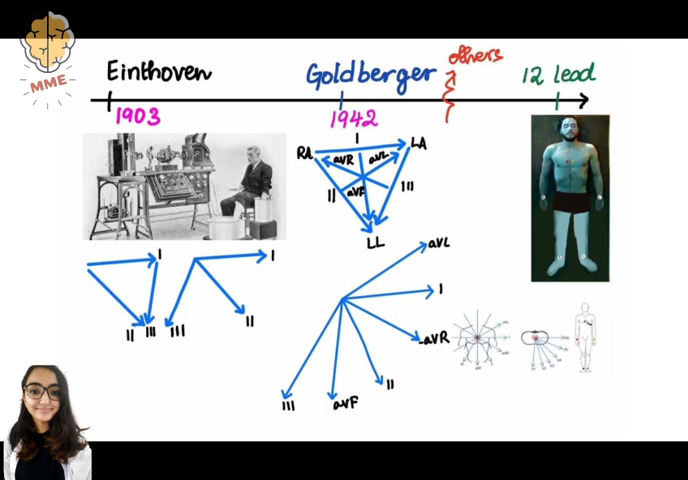 MME
Einthoven
Goldberger
others
12 lead
1903
1942
I
RA
LA
aVR
aVL
II
aVF
III
LL
I
II
III
I
III
II
aVL
I
-aVR
II
aVF
III